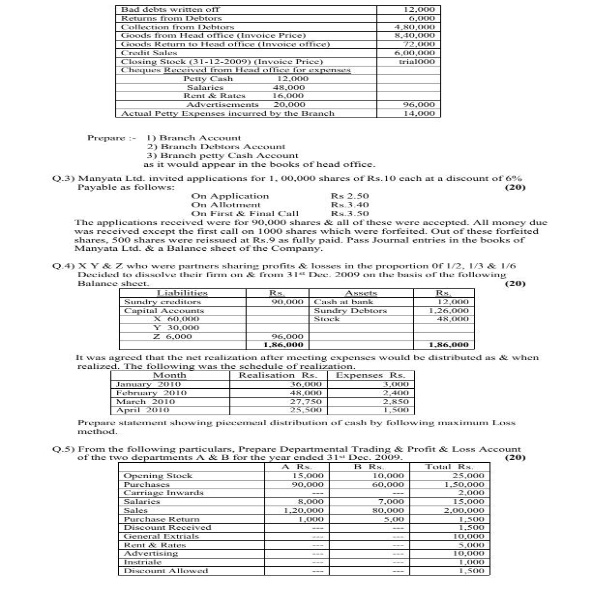 Bad debts written off 12,000
Returns from Debtors 6,000
Collection from Debtors 4,80,000
Goods from Head office (Invoice Price) 8,40,000
Goods Return to Head office (Invoice office) 72,000
Credit Sales 6,00,000
Closing Stock (31-12-2009) (Invoice Price) trial000
Cheques Received from Head office for expenses
Petty Cash 12,000
Salaries 48,000
Rent & Rates 16,000
Advertisements 20,000 96,000
Actual Petty Expenses incurred by the Branch 14,000
Prepare :- 1) Branch Account
2) Branch Debtors Account
3) Branch petty Cash Account
as it would appear in the books of head office.
Q.3) Manyata Ltd. invited applications for 1, 00,000 shares of Rs.10 each at a discount of 6%
Payable as follows: (20)
On Application Rs 2.50
On Allotment Rs.3.40
On First & Final Call Rs.3.50
The applications received were for 90,000 shares & all of these were accepted. All money due
was received except the first call on 1000 shares which were forfeited. Out of these forfeited
shares, 500 shares were reissued at Rs.9 as fully paid. Pass Journal entries in the books of
Manyata Ltd. & a Balance sheet of the Company.
Q.4) X Y & Z who were partners sharing profits & losses in the proportion 0f 1/2, 1/3 & 1/6
Decided to dissolve their firm on & from 31st Dec. 2009 on the basis of the following
Balance sheet. (20)
Liabilities Rs. Assets Rs.
Sundry creditors 90,000 Cash at bank 12,000
Capital Accounts Sundry Debtors 1,26,000
X 60,000 Stock 48,000
Y 30,000
Z 6,000 96,000
1,86,000 1,86,000
It was agreed that the net realization after meeting expenses would be distributed as & when
realized. The following was the schedule of realization.
Month Realisation Rs. Expenses Rs.
January 2010 36,000 3,000
February 2010 48,000 2,400
March 2010 27,750 2,850
April 2010 25,500 1,500
Prepare statement showing piecemeal distribution of cash by following maximum Loss
method.
Q.5) From the following particulars, Prepare Departmental Trading & Profit & Loss Account
of the two departments A & B for the year ended 31st Dec. 2009. (20)
A Rs. B Rs. Total Rs.
Opening Stock 15,000 10,000 25,000
Purchases 90,000 60,000 1,50,000
Carriage Inwards --- --- 2,000
Salaries 8,000 7,000 15,000
Sales 1,20,000 80,000 2,00,000
Purchase Return 1,000 5,00 1,500
Discount Received --- --- 1,500
General Extrials --- --- 10,000
Rent & Rates --- --- 5,000
Advertising --- --- 10,000
Instriale --- --- 1,000
Discount Allowed --- --- 1,500